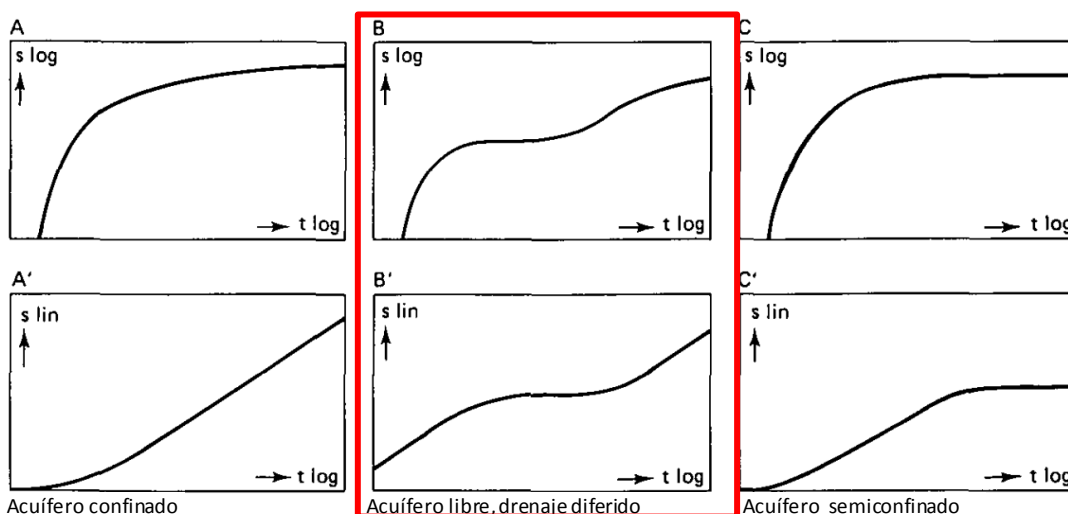 A
s log
t log
B
s log
t log
C
s log
t log
A'
s lin
t log
Acuífero confinado
B'
s lin
t log
Acuífero libre, drenaje diferido
C'
s lin
t log
Acuífero semiconfinado